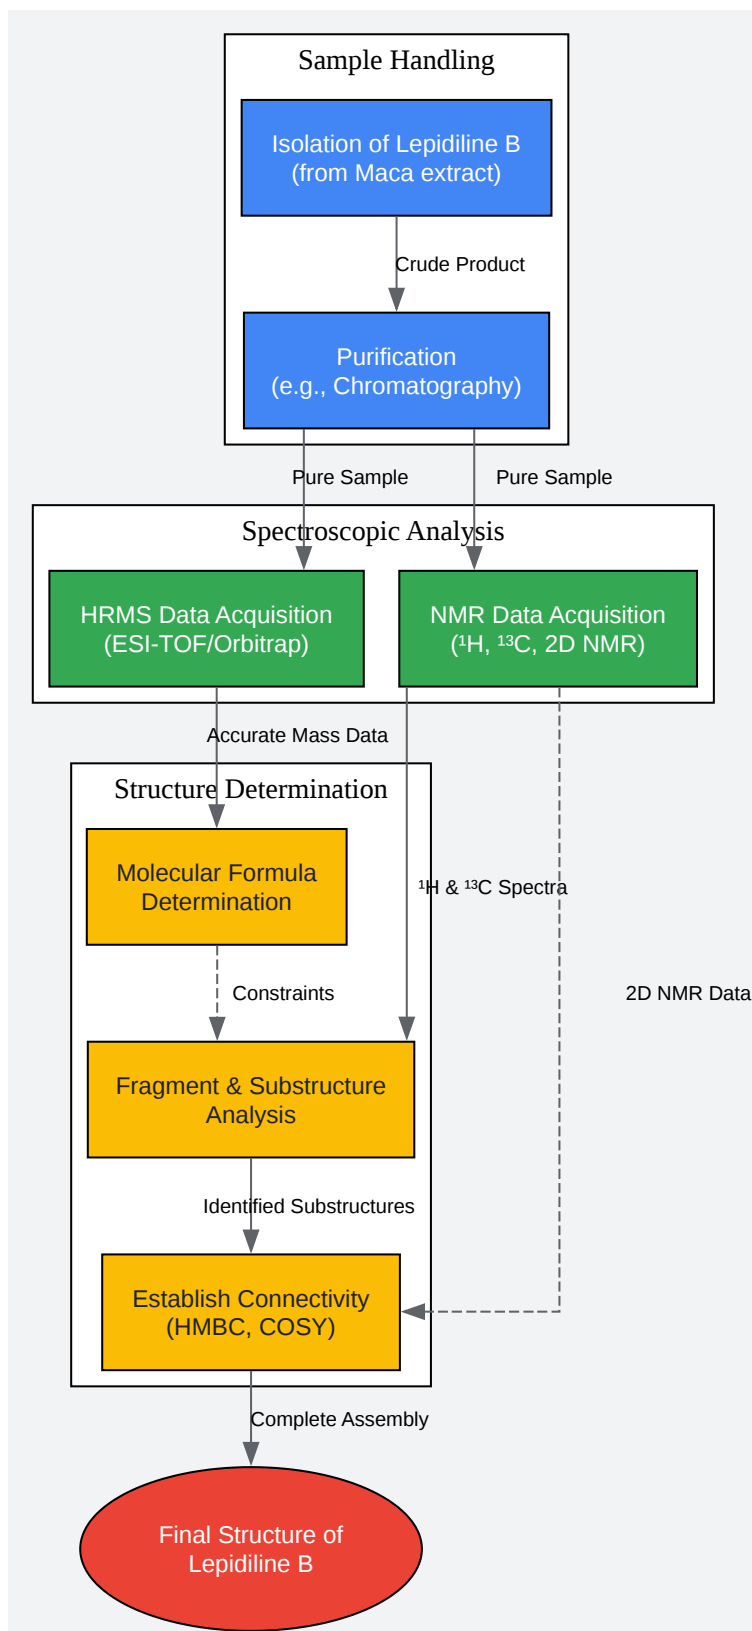 Sample Handling
Isolation of Lepidiline B
(from Maca extract)
Crude Product
Purification
(e.g., Chromatography)
Pure Sample
Pure Sample
Spectroscopic Analysis
HRMS Data Acquisition
(ESI-TOF/Orbitrap)
NMR Data Acquisition
(¹H, ¹³C, 2D NMR)
Accurate Mass Data
Structure Determination
Molecular Formula
Determination
¹H & ¹³C Spectra
Constraints
2D NMR Data
Fragment & Substructure
Analysis
Identified Substructures
Establish Connectivity
(HMBC, COSY)
Complete Assembly
Final Structure of
Lepidiline B